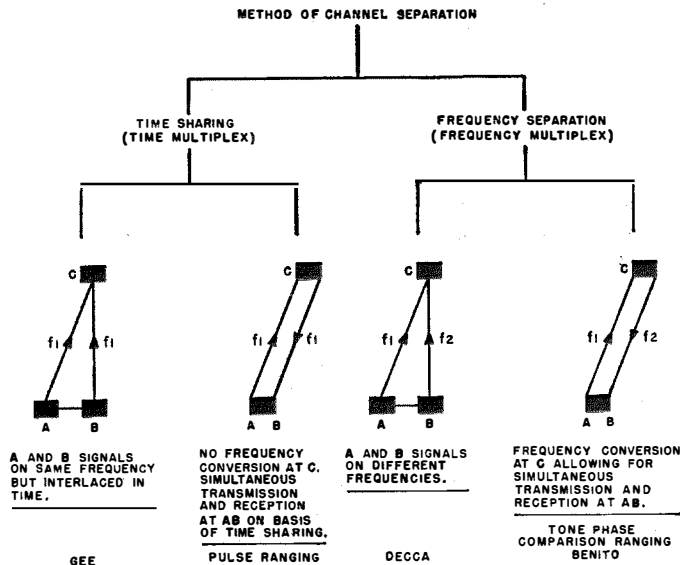 METHOD OF CHANNEL SEPARATION
TIME SHARING
(TIME MULTIPLEX)
FREQUENCY SEPARATION
(FREQUENCY MULTIPLEX)
C
f1
f1
A
B
A AND B SIGNALS
ON SAME FREQUENCY
BUT INTERLACED IN
TIME.
GEE
C
f1
f1
A
B
NO FREQUENCY
CONVERSION AT C.
SIMULTANEOUS
TRANSMISSION
AND RECEPTION
AT AB ON BASIS
OF TIME SHARING.
PULSE RANGING
C
f1
f2
A
B
A AND B SIGNALS
ON DIFFERENT
FREQUENCIES.
DECCA
C
f1
f2
A
B
FREQUENCY CONVERSION
AT C ALLOWING FOR
SIMULTANEOUS
TRANSMISSION AND
RECEPTION AT AB.
TONE PHASE
COMPARISON RANGING
BENITO